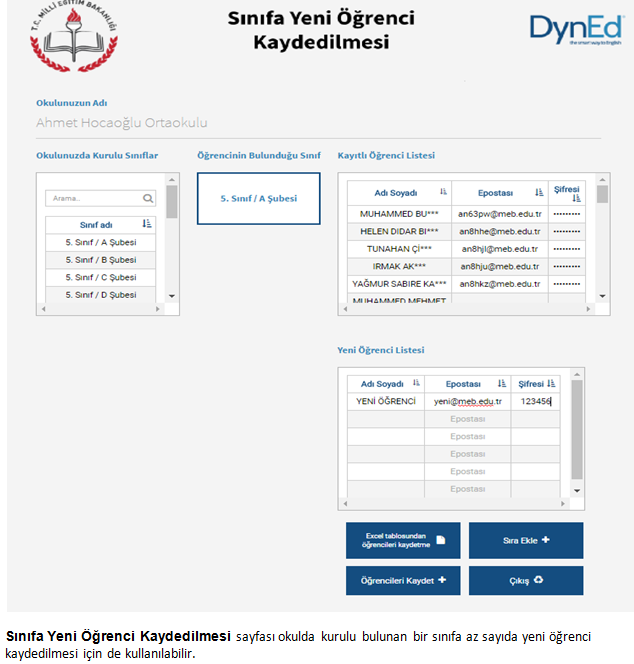 T.C. MİLLİ EĞİTİM BAKANLIĞI
Sınıfa Yeni Öğrenci
Kaydedilmesi
DynEd
the smart way to English
Okulunuzun Adı
Ahmet Hocaoğlu Ortaokulu
Okulunuzda Kurulu Sınıflar
Arama..
Sınıf adı
5. Sınıf / A Şubesi
5. Sınıf / B Şubesi
5. Sınıf / C Şubesi
5. Sınıf / D Şubesi
Öğrencinin Bulunduğu Sınıf
5. Sınıf / A Şubesi
Kayıtlı Öğrenci Listesi
Adı Soyadı Epostası Şifresi
MUHAMMED BU*** an63pw@meb.edu.tr •••••••••
HELEN DIDAR BI*** an8hhe@meb.edu.tr •••••••••
TUNAHAN Çİ*** an8hjl@meb.edu.tr •••••••••
IRMAK AK*** an8hju@meb.edu.tr •••••••••
YAĞMUR SABIRE KA*** an8hkz@meb.edu.tr •••••••••
MUHAMMED MEHMET
Yeni Öğrenci Listesi
Adı Soyadı Epostası Şifresi
YENİ ÖĞRENCİ yeni@meb.edu.tr 123456
Epostası
Epostası
Epostası
Epostası
Epostası
Excel tablosundan
öğrencileri kaydetme
Sıra Ekle
Öğrencileri Kaydet
Çıkış
Sınıfa Yeni Öğrenci Kaydedilmesi sayfası okulda kurulu bulunan bir sınıfa az sayıda yeni öğrenci
kaydedilmesi için de kullanılabilir.